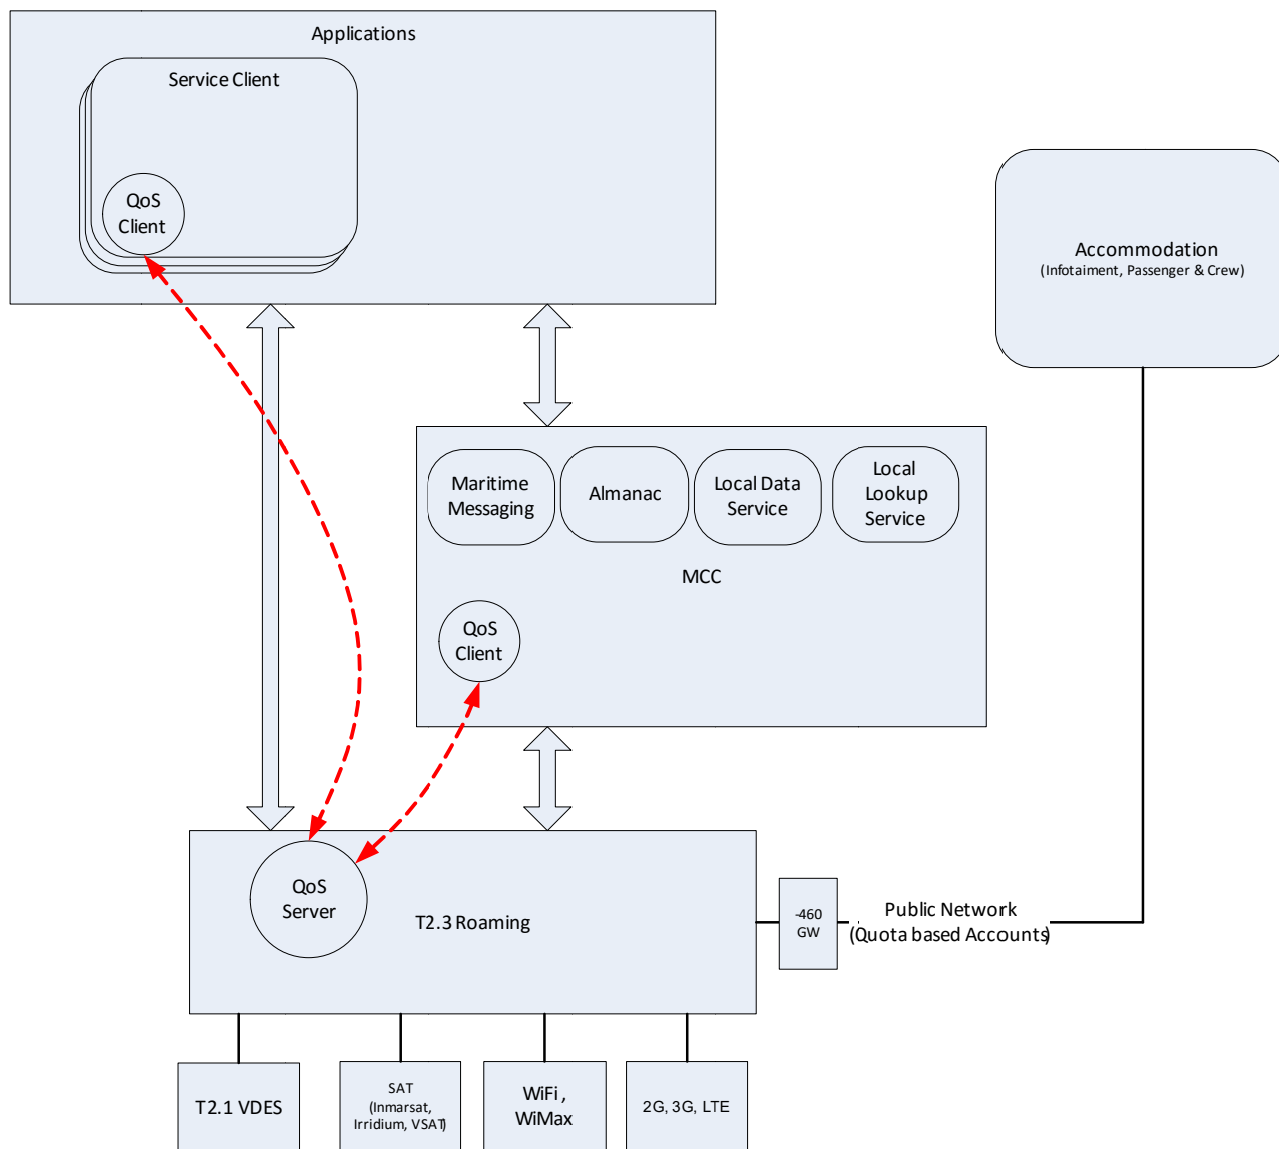 Applications
Service Client
QoS
Client
Accommodation
(Infotaiment, Passenger & Crew)
Maritime
Messaging
Almanac
Local Data
Service
Local
Lookup
Service
MCC
QoS
Client
QoS
Server
T2.3 Roaming
-460
GW
Public Network
(Quota based Accounts)
T2.1 VDES
SAT
(Inmarsat,
Irridium, VSAT)
WiFi ,
WiMax
2G, 3G, LTE